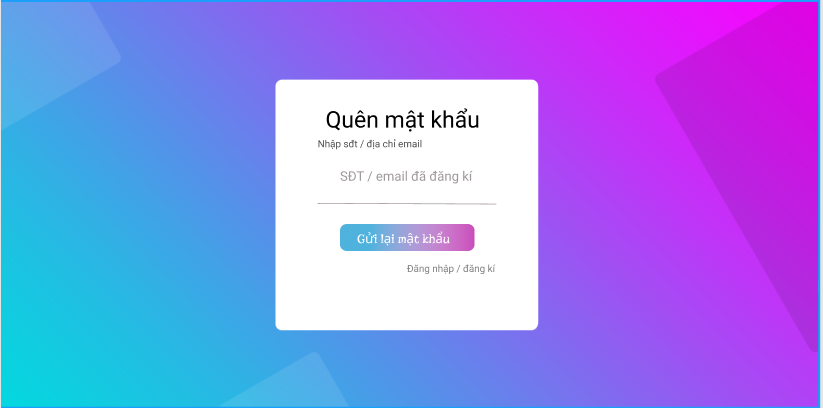 Quên mật khẩu
Nhập sđt / địa chỉ email
SĐT / email đã đăng kí
Gửi lại mật khẩu
Đăng nhập / đăng kí